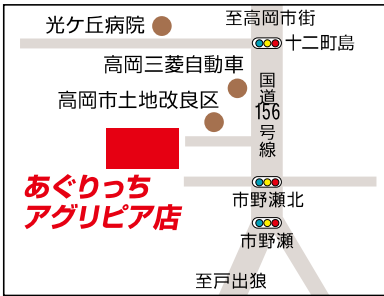 光ケ丘病院
至高岡市街
十二町島
高岡三菱自動車
高岡市土地改良区
国道156号線
あぐりっち
アグリピア店
市野瀬北
市野瀬
至戸出狼